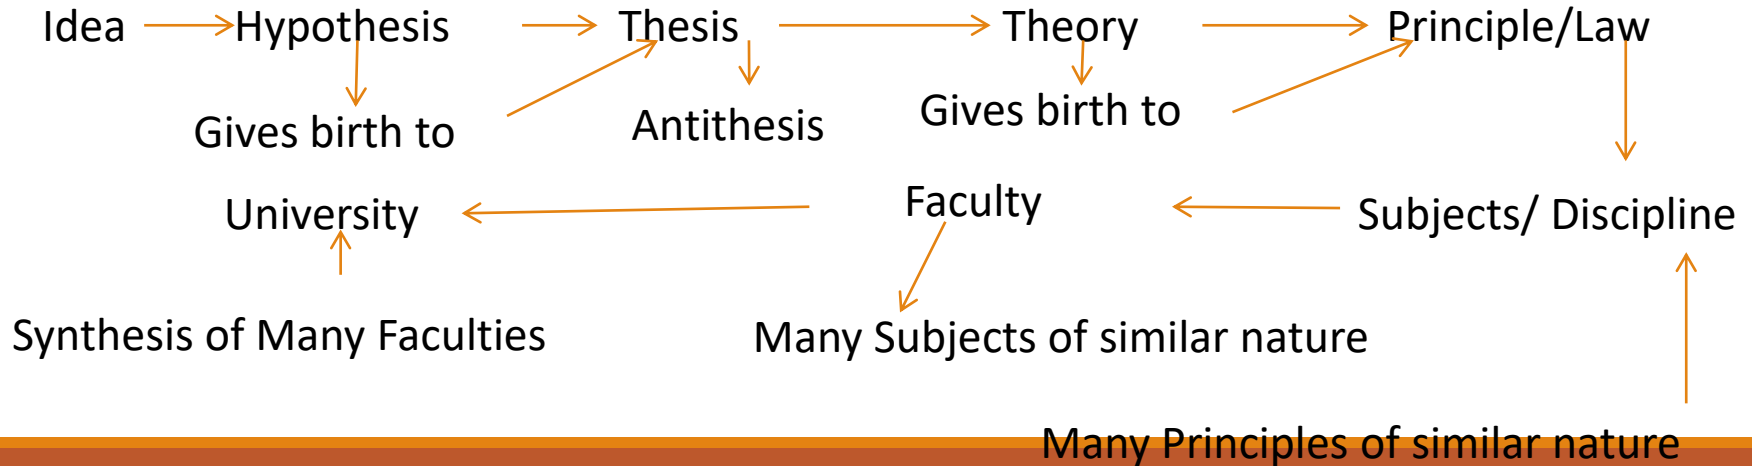 Idea Hypothesis Thesis Theory Principle/Law
Gives birth to Antithesis Gives birth to
University Faculty Subjects/ Discipline
Synthesis of Many Faculties Many Subjects of similar nature
Many Principles of similar nature